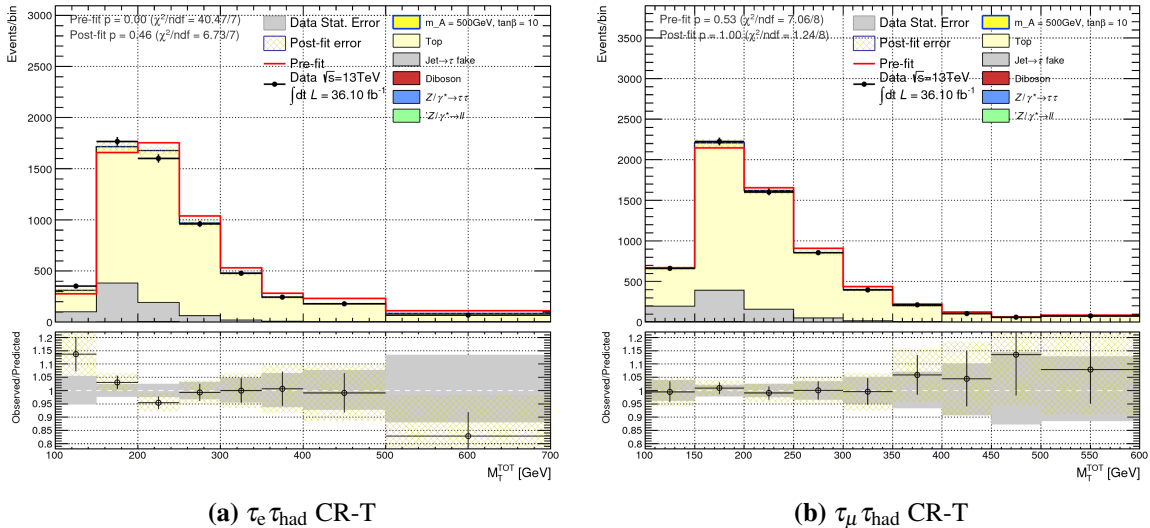 Pre-fit p = 0.00 (χ²/ndf = 40.47/7)
Post-fit p = 0.46 (χ²/ndf = 6.73/7)
Data Stat. Error
Post-fit error
Pre-fit
Data √s=13TeV
∫dt L = 36.10 fb⁻¹
m_A = 500GeV, tanβ = 10
Top
Jet→τ fake
Diboson
Z/γ*→ττ
'Z/γ*→ll
Events/bin
3000
2500
2000
1500
1000
500
0
Observed/Predicted
1.2
1.15
1.1
1.05
1
0.95
0.9
0.85
0.8
100 200 300 400 500 600 700
M_T^TOT [GeV]
(a) τ_e τ_had CR-T
Pre-fit p = 0.53 (χ²/ndf = 7.06/8)
Post-fit p = 1.00 (χ²/ndf = 1.24/8)
Data Stat. Error
Post-fit error
Pre-fit
Data √s=13TeV
∫dt L = 36.10 fb⁻¹
m_A = 500GeV, tanβ = 10
Top
Jet→τ fake
Diboson
Z/γ*→ττ
'Z/γ*→ll
Events/bin
3500
3000
2500
2000
1500
1000
500
0
Observed/Predicted
1.2
1.15
1.1
1.05
1
0.95
0.9
0.85
0.8
100 150 200 250 300 350 400 450 500 550 600
M_T^TOT [GeV]
(b) τ_μ τ_had CR-T